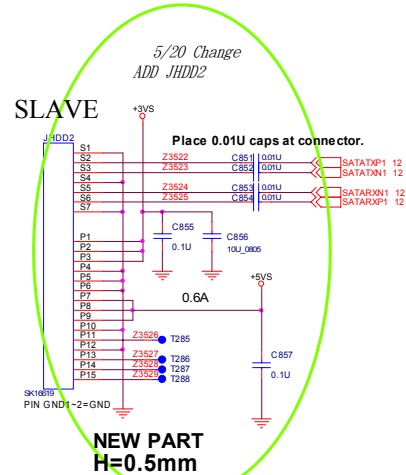 5/20 Change
ADD JHDD2
SLAVE
+3VS
JHDD2
Place 0.01U caps at connector.
S1
S2 Z3522 C851 0.01U SATATXP1 12
S3 Z3523 C852 0.01U SATATXN1 12
S4
S5 Z3524 C853 0.01U SATARXN1 12
S6 Z3525 C854 0.01U SATARXP1 12
S7
C855
0.1U
C856
10U_0805
P1
P2
P3
P4
P5
P6
P7
P8
P9
P10
P11 Z3526 T285
P12
P13 Z3527 T286
P14 Z3528 T287
P15 Z3529 T288
+5VS
0.6A
C857
0.1U
SK16619
PIN GND1~2=GND
NEW PART
H=0.5mm